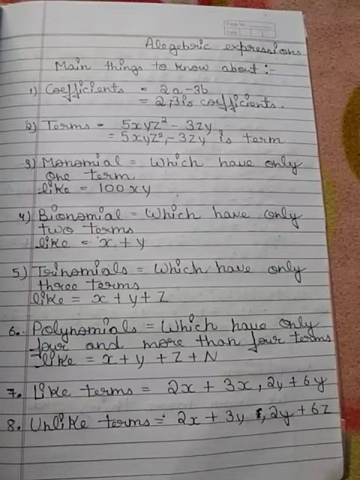 Alegebric expressions
Main things to know about:-
1) Coefficients = 2a-3b
= 2,3 is coefficients.
2) Terms = 5xyz² - 3zy
= 5xyz², -3zy is term
3) Monomial = Which have only
one term
like = 100xy
4) Bionomial = Which have only
two terms
like = x+y
5) Trinomials = Which have only
three terms
like = x+y+z
6. Polynomials = Which have only
four and more than four terms
like = x+y+z+N
7. Like terms = 2x + 3x, 2y + 6y
8. Unlike terms = 2x + 3y, 2y + 6z